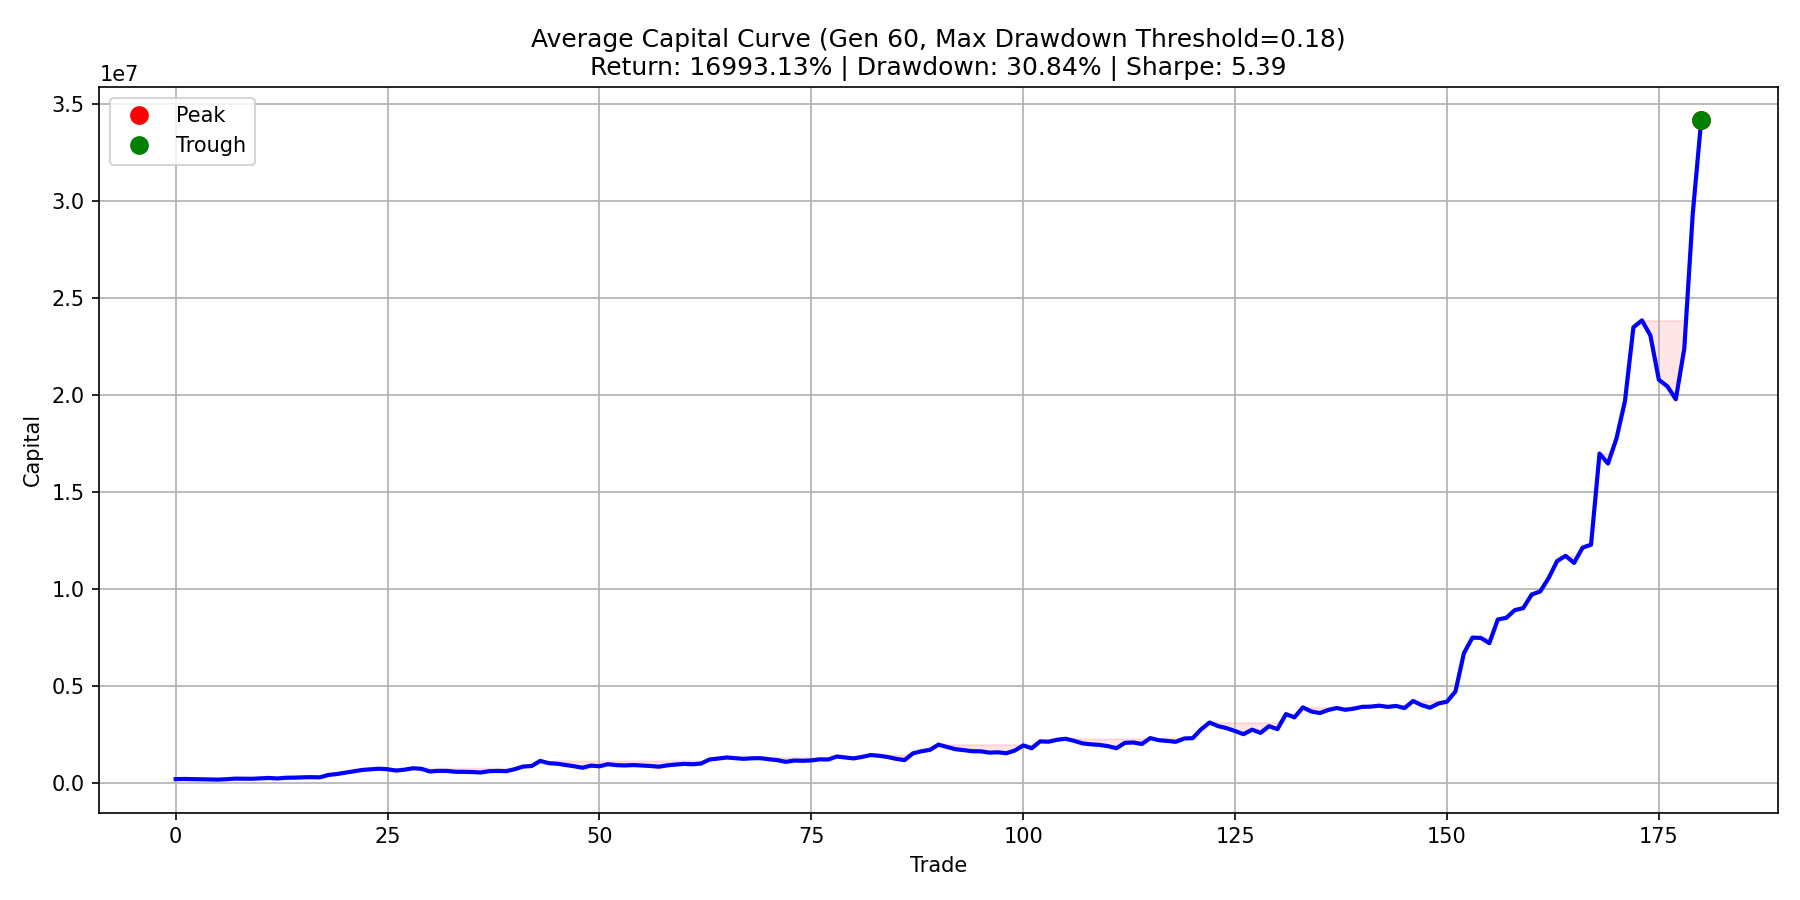 Average Capital Curve (Gen 60, Max Drawdown Threshold=0.18)
Return: 16993.13% | Drawdown: 30.84% | Sharpe: 5.39
1e7
Peak
Trough
3.5
3.0
2.5
2.0
1.5
1.0
0.5
0.0
Capital
0 25 50 75 100 125 150 175
Trade